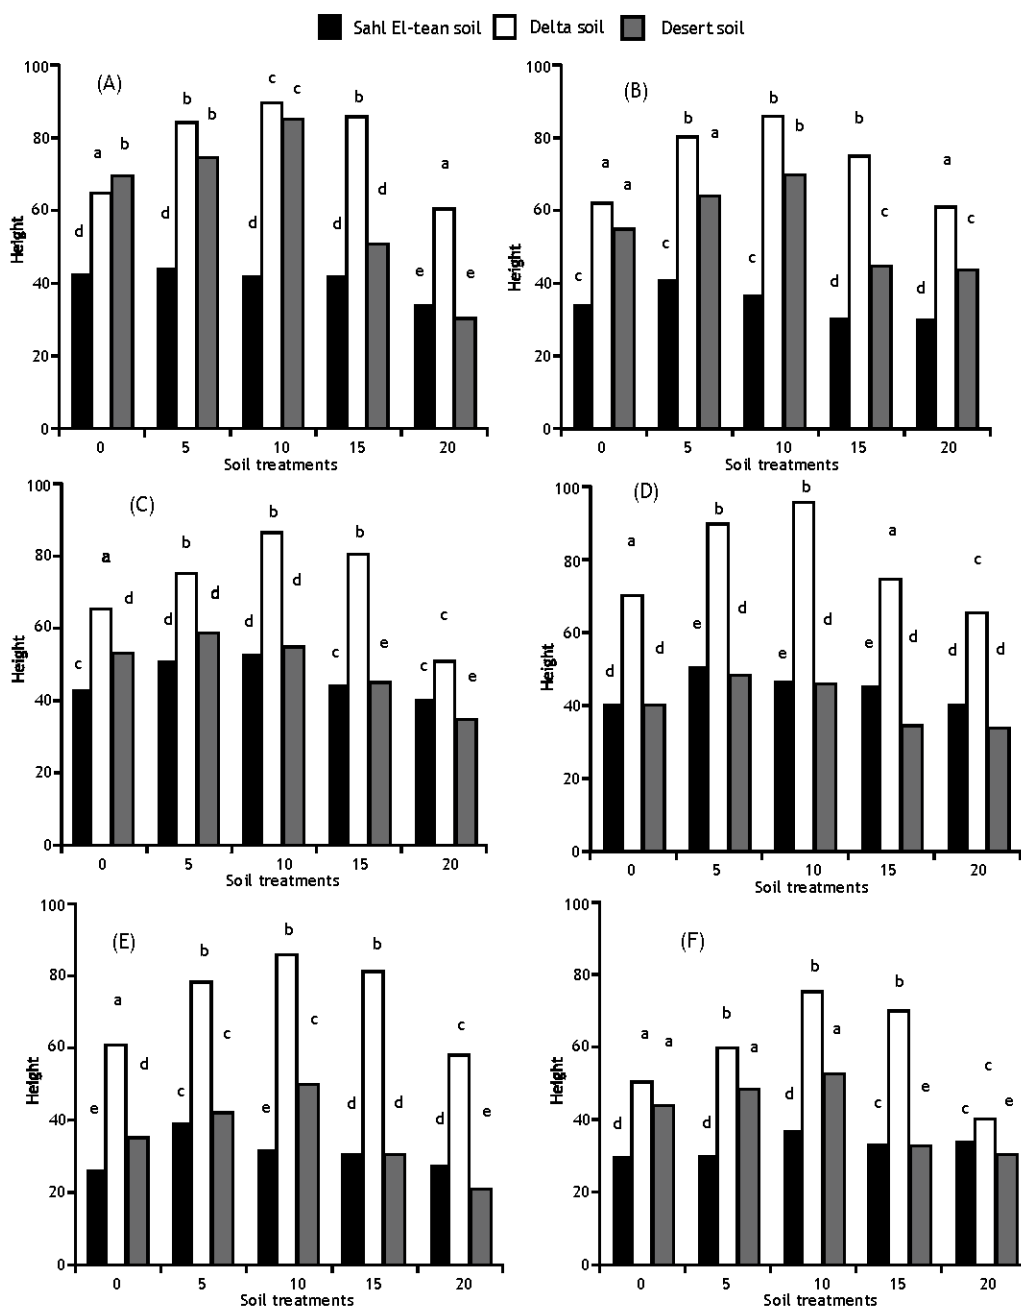 Sahl El-tean soil Delta soil Desert soil
(A)
100
80
60
40
20
0
Height
d a b
d b b
d c c
d b d
e a e
0 5 10 15 20
Soil treatments
(B)
100
80
60
40
20
0
Height
c a a
c b a
c b b
d b c
d a c
0 5 10 15 20
Soil treatments
(C)
100
80
60
40
20
0
Height
c a d
d b d
d b d
c b e
c c e
0 5 10 15 20
Soil treatments
(D)
100
80
60
40
20
0
Height
d a d
e b d
e b d
e a d
d c d
0 5 10 15 20
Soil treatments
(E)
100
80
60
40
20
0
Height
e a d
c b c
e b c
d b d
d c e
0 5 10 15 20
Soil treatments
(F)
100
80
60
40
20
0
Height
d a a
d b a
d b a
c b e
c c e
0 5 10 15 20
Soil treatments